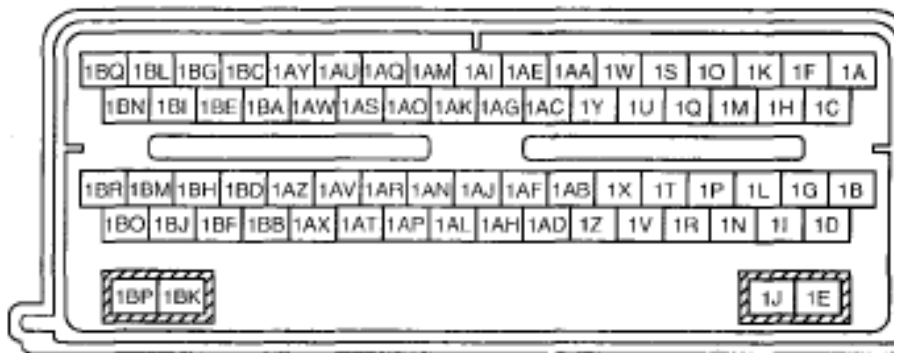 1BQ 1BL 1BG 1BC 1AY 1AU 1AQ 1AM 1AI 1AE 1AA 1W 1S 1O 1K 1F 1A
1BN 1BI 1BE 1BA 1AW 1AS 1AO 1AK 1AG 1AC 1Y 1U 1Q 1M 1H 1C
1BR 1BM 1BH 1BD 1AZ 1AV 1AR 1AN 1AJ 1AF 1AB 1X 1T 1P 1L 1G 1B
1BO 1BJ 1BF 1BB 1AX 1AT 1AP 1AL 1AH 1AD 1Z 1V 1R 1N 1I 1D
1BP 1BK 1J 1E